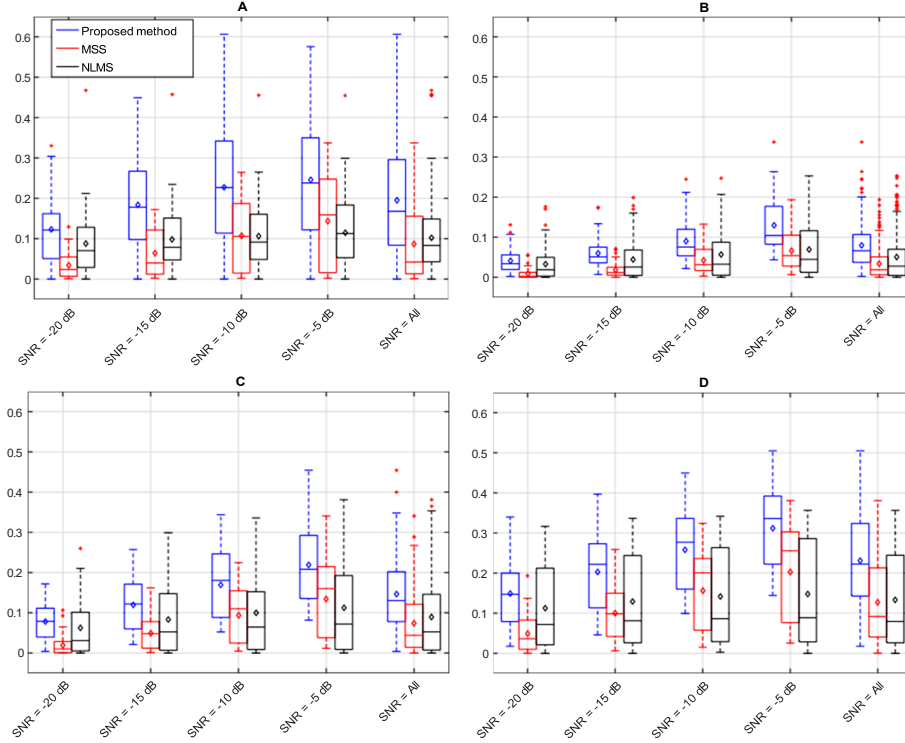 A
Proposed method
MSS
NLMS
0.6
0.5
0.4
0.3
0.2
0.1
0
SNR = -20 dB
SNR = -15 dB
SNR = -10 dB
SNR = -5 dB
SNR = All
B
0.6
0.5
0.4
0.3
0.2
0.1
0
SNR = -20 dB
SNR = -15 dB
SNR = -10 dB
SNR = -5 dB
SNR = All
C
0.6
0.5
0.4
0.3
0.2
0.1
0
SNR = -20 dB
SNR = -15 dB
SNR = -10 dB
SNR = -5 dB
SNR = All
D
0.6
0.5
0.4
0.3
0.2
0.1
0
SNR = -20 dB
SNR = -15 dB
SNR = -10 dB
SNR = -5 dB
SNR = All